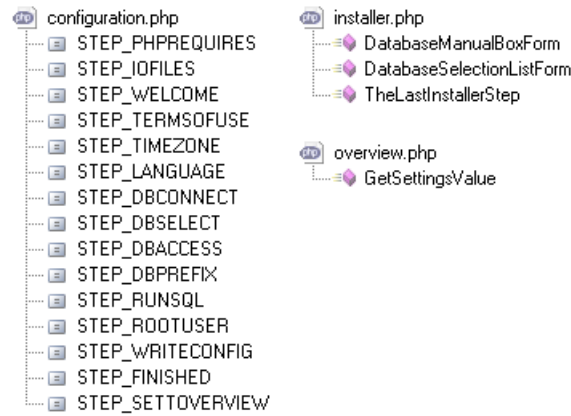 configuration.php
STEP_PHPREQUIRES
STEP_IOFILES
STEP_WELCOME
STEP_TERMSOFUSE
STEP_TIMEZONE
STEP_LANGUAGE
STEP_DBCONNECT
STEP_DBSELECT
STEP_DBACCESS
STEP_DBPREFIX
STEP_RUNSQL
STEP_ROOTUSER
STEP_WRITECONFIG
STEP_FINISHED
STEP_SETTOVERVIEW
installer.php
DatabaseManualBoxForm
DatabaseSelectionListForm
TheLastInstallerStep
overview.php
GetSettingsValue